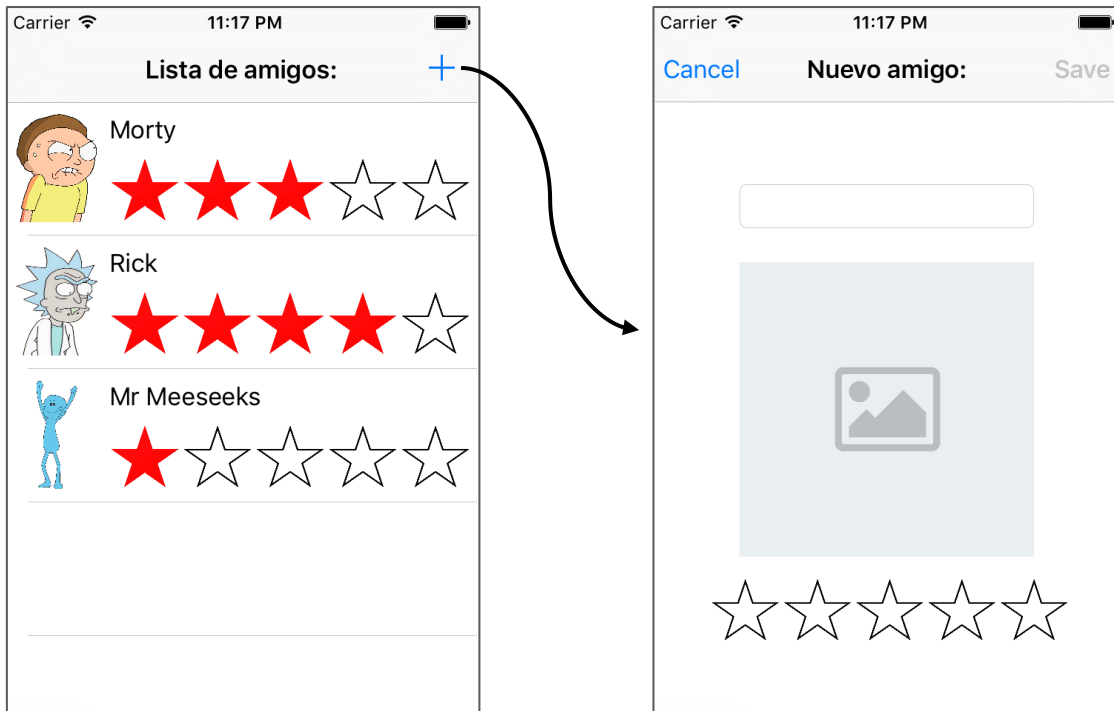 Carrier 11:17 PM
Lista de amigos: +
Morty
Rick
Mr Meeseeks
Carrier 11:17 PM
Cancel Nuevo amigo: Save